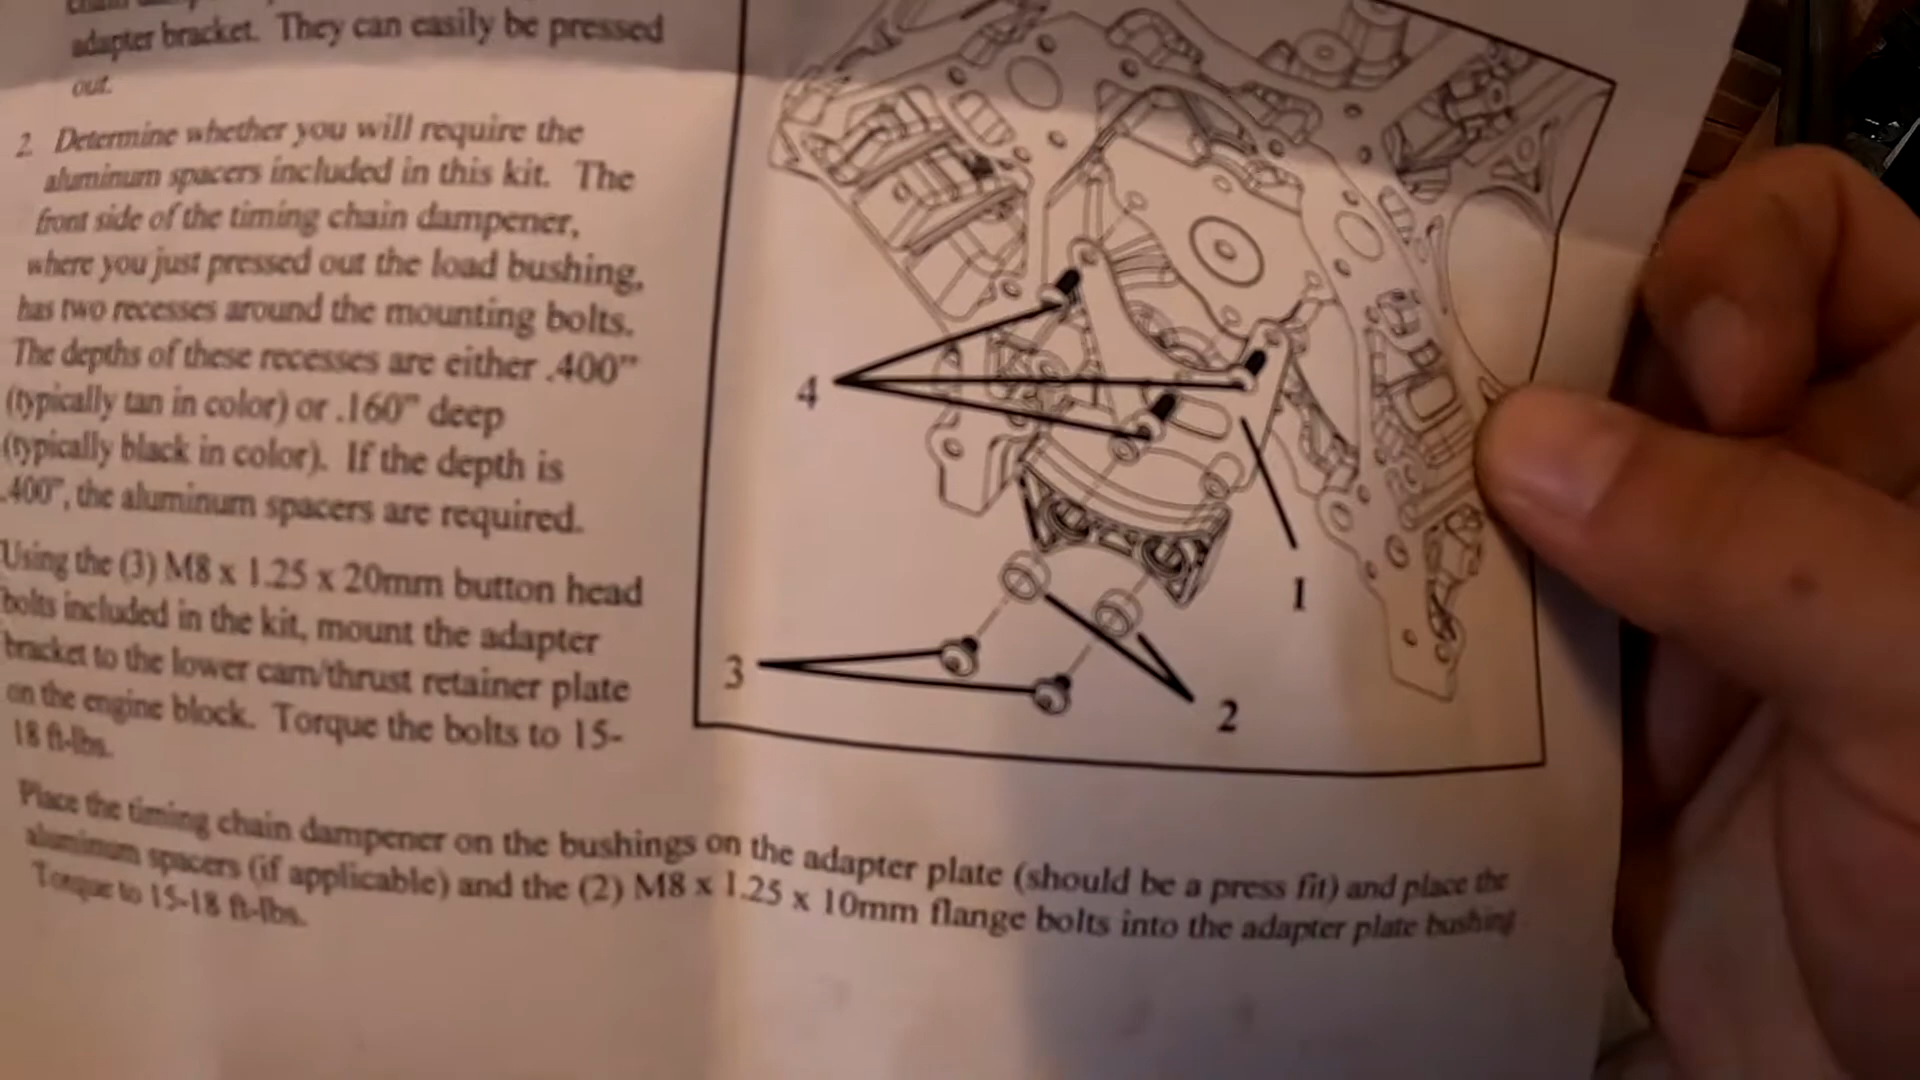 adapter bracket. They can easily be pressed
out.
2. Determine whether you will require the
aluminum spacers included in this kit. The
front side of the timing chain dampener,
where you just pressed out the load bushing,
has two recesses around the mounting bolts.
The depths of these recesses are either .400"
(typically tan in color) or .160" deep
(typically black in color). If the depth is
.400", the aluminum spacers are required.
Using the (3) M8 x 1.25 x 20mm button head
bolts included in the kit, mount the adapter
bracket to the lower cam/thrust retainer plate
on the engine block. Torque the bolts to 15-
18 ft-lbs.
4
1
3
2
Place the timing chain dampener on the bushings on the adapter plate (should be a press fit) and place the
aluminum spacers (if applicable) and the (2) M8 x 1.25 x 10mm flange bolts into the adapter plate bushing
Torque to 15-18 ft-lbs.